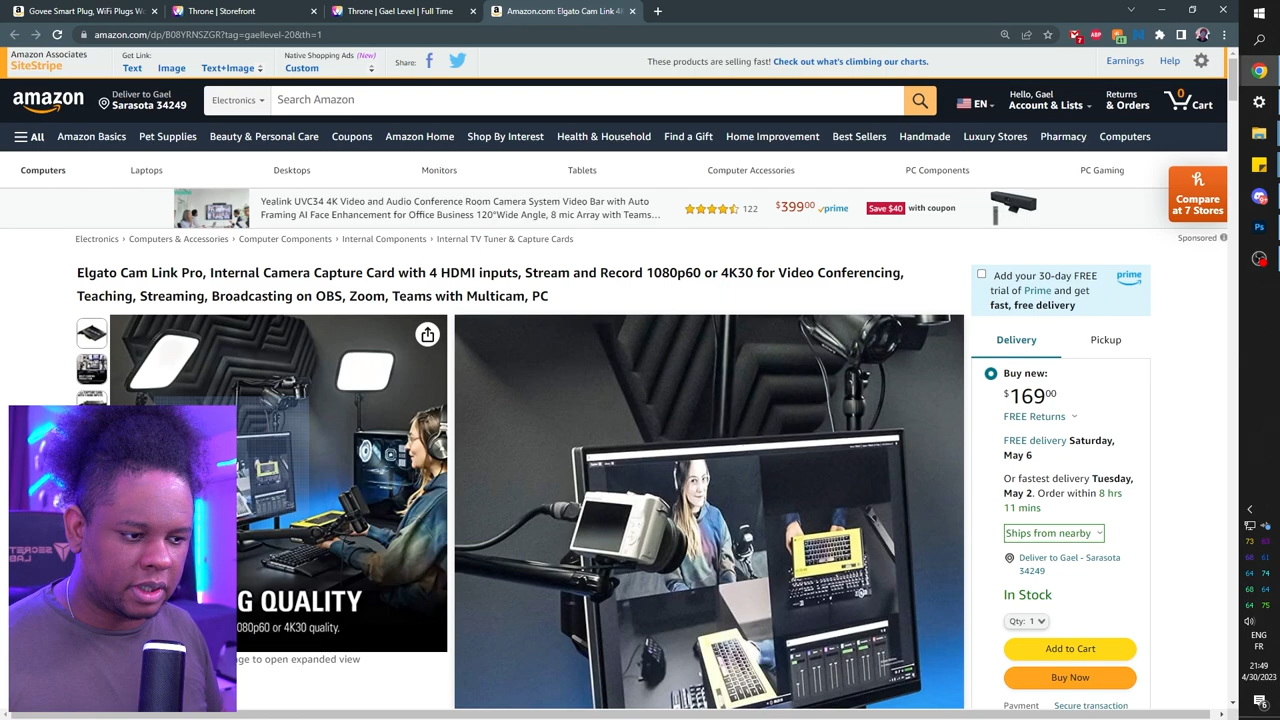 Govee Smart Plug, WiFi Plugs Wo
Throne | Storefront
Throne | Gael Level | Full Time
Amazon.com: Elgato Cam Link 4K
amazon.com/dp/B08YRNSZGR?tag=gaellevel-20&th=1
Amazon Associates
SiteStripe
Get Link:
Text
Image
Text+Image
Native Shopping Ads (New)
Custom
Share:
These products are selling fast! Check out what's climbing our charts.
Earnings
Help
amazon
Deliver to Gael
Sarasota 34249
Electronics
Search Amazon
EN
Hello, Gael
Account & Lists
Returns
& Orders
0
Cart
All
Amazon Basics
Pet Supplies
Beauty & Personal Care
Coupons
Amazon Home
Shop By Interest
Health & Household
Find a Gift
Home Improvement
Best Sellers
Handmade
Luxury Stores
Pharmacy
Computers
Computers
Laptops
Desktops
Monitors
Tablets
Computer Accessories
PC Components
PC Gaming
Yealink UVC34 4K Video and Audio Conference Room Camera System Video Bar with Auto
Framing AI Face Enhancement for Office Business 120°Wide Angle, 8 mic Array with Teams...
122
$399.00
prime
Save $40 with coupon
Compare
at 7 Stores
Electronics › Computers & Accessories › Computer Components › Internal Components › Internal TV Tuner & Capture Cards
Sponsored
Elgato Cam Link Pro, Internal Camera Capture Card with 4 HDMI inputs, Stream and Record 1080p60 or 4K30 for Video Conferencing,
Teaching, Streaming, Broadcasting on OBS, Zoom, Teams with Multicam, PC
Add your 30-day FREE
trial of Prime and get
fast, free delivery
prime
Delivery
Pickup
Buy new:
$169.00
FREE Returns
FREE delivery Saturday,
May 6
Or fastest delivery Tuesday,
May 2. Order within 8 hrs
11 mins
Ships from nearby
Deliver to Gael - Sarasota
34249
In Stock
Qty: 1
Add to Cart
Buy Now
Payment
Secure transaction
SECRET
LAB
G QUALITY
080p60 or 4K30 quality.
ge to open expanded view
ENG
FR
21:49
4/30/2023